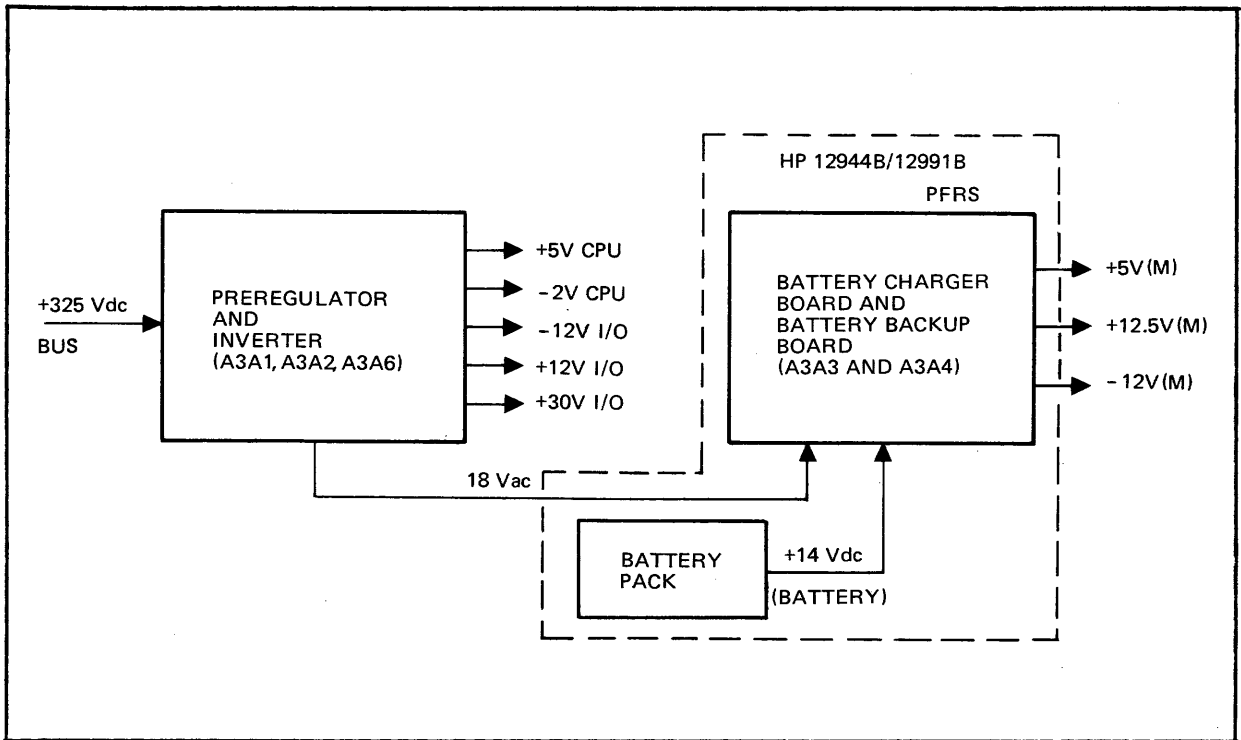 HP 12944B/12991B
PFRS
+325 Vdc
BUS
PREREGULATOR
AND
INVERTER
(A3A1, A3A2, A3A6)
+5V CPU
-2V CPU
-12V I/O
+12V I/O
+30V I/O
BATTERY CHARGER
BOARD AND
BATTERY BACKUP
BOARD
(A3A3 AND A3A4)
+5V(M)
+12.5V(M)
-12V(M)
18 Vac
BATTERY
PACK
+14 Vdc
(BATTERY)